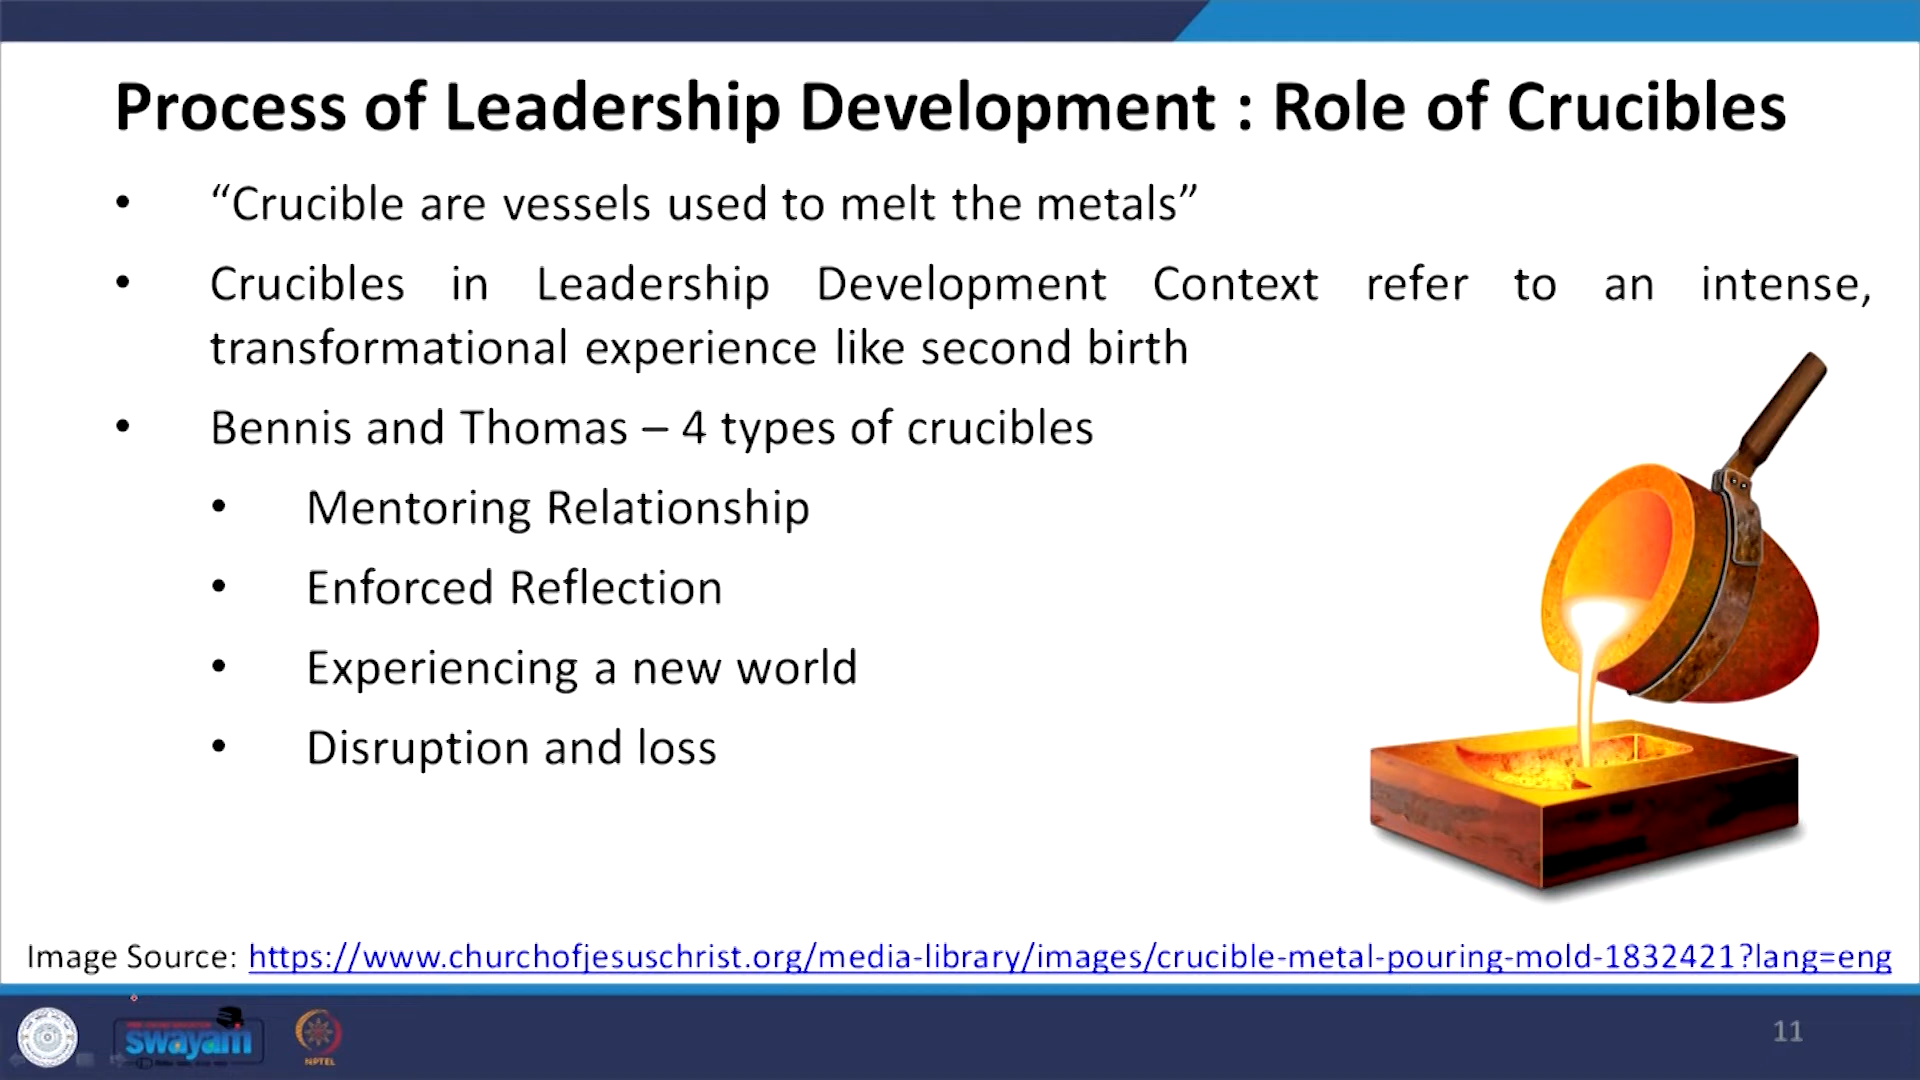 Process of Leadership Development : Role of Crucibles
• “Crucible are vessels used to melt the metals”
• Crucibles in Leadership Development Context refer to an intense,
transformational experience like second birth
• Bennis and Thomas – 4 types of crucibles
• Mentoring Relationship
• Enforced Reflection
• Experiencing a new world
• Disruption and loss
Image Source: https://www.churchofjesuschrist.org/media-library/images/crucible-metal-pouring-mold-1832421?lang=eng
swayam
NPTEL
11